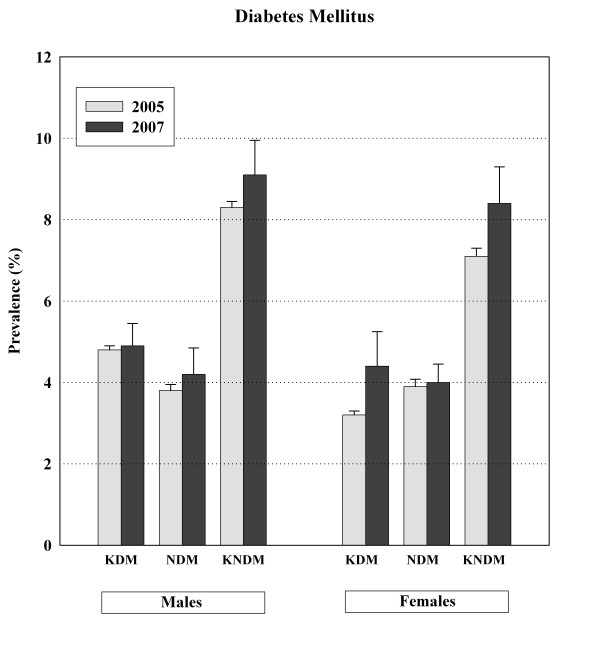 Diabetes Mellitus
12
10
8
6
4
2
0
Prevalence (%)
2005
2007
KDM NDM KNDM KDM NDM KNDM
Males Females